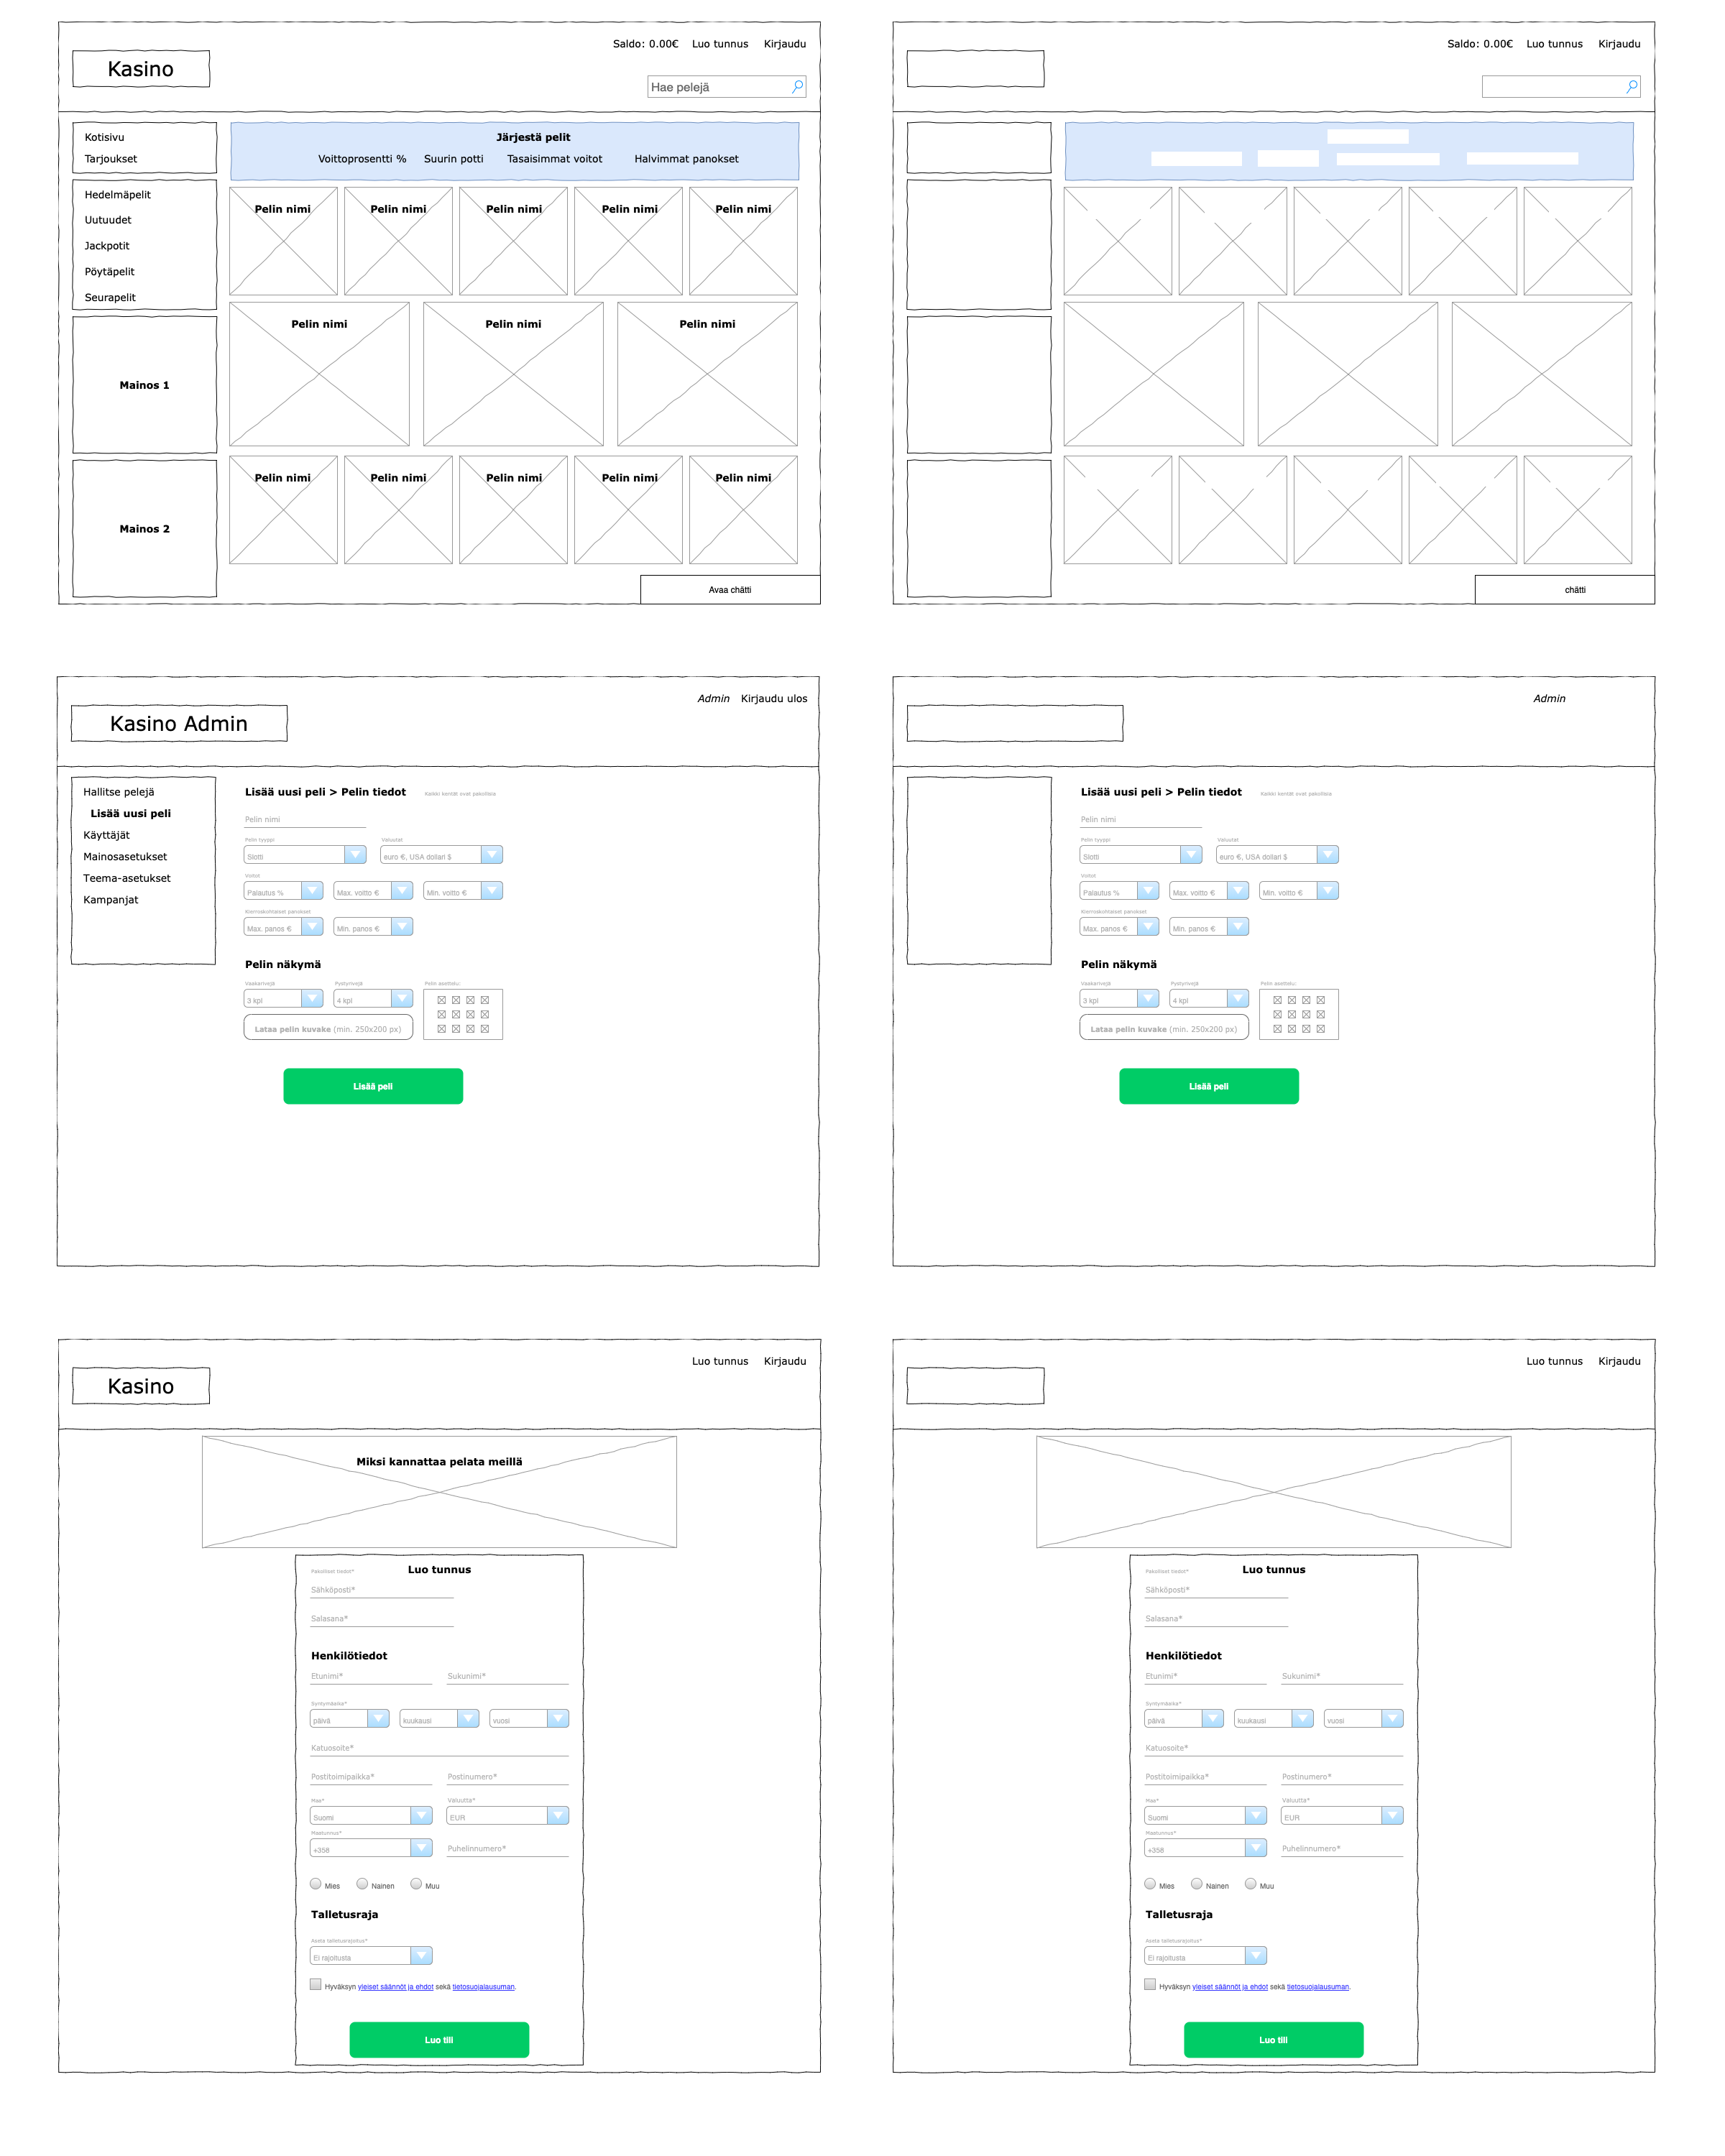 Saldo: 0.00€ Luo tunnus Kirjaudu
Kasino
Hae pelejä
Kotisivu
Tarjoukset
Järjestä pelit
Voittoprosentti % Suurin potti Tasaisimmat voitot Halvimmat panokset
Hedelmäpelit
Uutuudet
Jackpotit
Pöytäpelit
Seurapelit
Pelin nimi Pelin nimi Pelin nimi Pelin nimi Pelin nimi
Pelin nimi Pelin nimi Pelin nimi
Mainos 1
Pelin nimi Pelin nimi Pelin nimi Pelin nimi Pelin nimi
Mainos 2
Avaa chätti
Saldo: 0.00€ Luo tunnus Kirjaudu
chätti
Admin Kirjaudu ulos
Kasino Admin
Hallitse pelejä
Lisää uusi peli
Käyttäjät
Mainosasetukset
Teema-asetukset
Kampanjat
Lisää uusi peli > Pelin tiedot Kaikki kentät ovat pakollisia
Pelin nimi
Pelin tyyppi Valuutat
Slotti euro €, USA dollari $
Voitot
Palautus % Max. voitto € Min. voitto €
Kierroskohtaiset panokset
Max. panos € Min. panos €
Pelin näkymä
Vaakarivejä Pystyrivejä Pelin asettelu:
3 kpl 4 kpl
Lataa pelin kuvake (min. 250x200 px)
Lisää peli
Admin
Lisää uusi peli > Pelin tiedot Kaikki kentät ovat pakollisia
Pelin nimi
Pelin tyyppi Valuutat
Slotti euro €, USA dollari $
Voitot
Palautus % Max. voitto € Min. voitto €
Kierroskohtaiset panokset
Max. panos € Min. panos €
Pelin näkymä
Vaakarivejä Pystyrivejä Pelin asettelu:
3 kpl 4 kpl
Lataa pelin kuvake (min. 250x200 px)
Lisää peli
Luo tunnus Kirjaudu
Kasino
Miksi kannattaa pelata meillä
Pakolliset tiedot* Luo tunnus
Sähköposti*
Salasana*
Henkilötiedot
Etunimi* Sukunimi*
Syntymäaika*
päivä kuukausi vuosi
Katuosoite*
Postitoimipaikka* Postinumero*
Maa* Valuutta*
Suomi EUR
Maatunnus*
+358 Puhelinnumero*
Mies Nainen Muu
Talletusraja
Aseta talletusrajoitus*
Ei rajoitusta
Hyväksyn yleiset säännöt ja ehdot sekä tietosuojalausuman.
Luo tili
Luo tunnus Kirjaudu
Pakolliset tiedot* Luo tunnus
Sähköposti*
Salasana*
Henkilötiedot
Etunimi* Sukunimi*
Syntymäaika*
päivä kuukausi vuosi
Katuosoite*
Postitoimipaikka* Postinumero*
Maa* Valuutta*
Suomi EUR
Maatunnus*
+358 Puhelinnumero*
Mies Nainen Muu
Talletusraja
Aseta talletusrajoitus*
Ei rajoitusta
Hyväksyn yleiset säännöt ja ehdot sekä tietosuojalausuman.
Luo tili